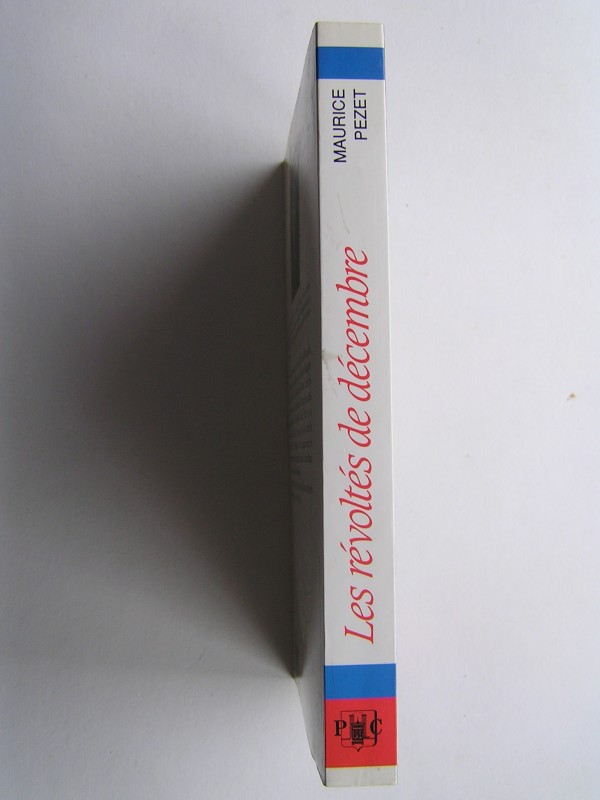 MAURICE
PEZET
Les révoltés de décembre
P C